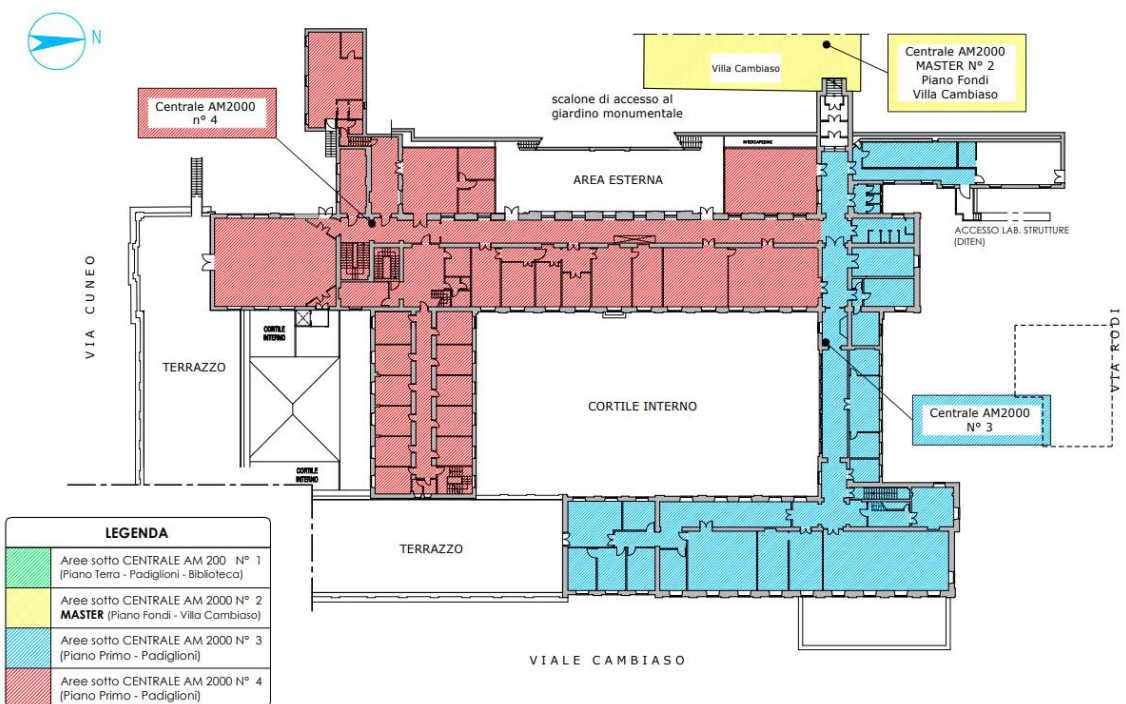 N
Centrale AM2000
n° 4
Villa Cambiaso
Centrale AM2000
MASTER N° 2
Piano Fondi
Villa Cambiaso
scalone di accesso al
giardino monumentale
INTERCAPEDINE
AREA ESTERNA
ACCESSO LAB. STRUTTURE
(DITEN)
VIA CUNEO
VIA RODI
CORTILE
INTERNO
TERRAZZO
CORTILE INTERNO
Centrale AM2000
N° 3
CORTILE
INTERNO
TERRAZZO
VIALE CAMBIASO
LEGENDA
Aree sotto CENTRALE AM 200 N° 1
(Piano Terra - Padiglioni - Biblioteca)
Aree sotto CENTRALE AM 2000 N° 2
MASTER (Piano Fondi - Villa Cambiaso)
Aree sotto CENTRALE AM 2000 N° 3
(Piano Primo - Padiglioni)
Aree sotto CENTRALE AM 2000 N° 4
(Piano Primo - Padiglioni)